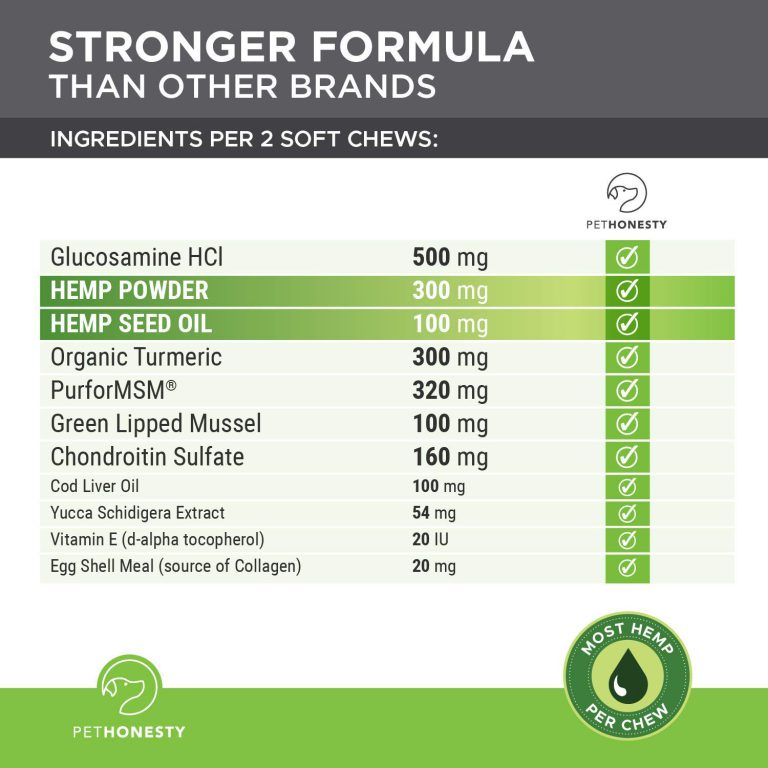 STRONGER FORMULA
THAN OTHER BRANDS
INGREDIENTS PER 2 SOFT CHEWS:
PETHONESTY
Glucosamine HCl 500 mg
HEMP POWDER 300 mg
HEMP SEED OIL 100 mg
Organic Turmeric 300 mg
PurforMSM® 320 mg
Green Lipped Mussel 100 mg
Chondroitin Sulfate 160 mg
Cod Liver Oil 100 mg
Yucca Schidigera Extract 54 mg
Vitamin E (d-alpha tocopherol) 20 IU
Egg Shell Meal (source of Collagen) 20 mg
MOST HEMP
PER CHEW
PETHONESTY